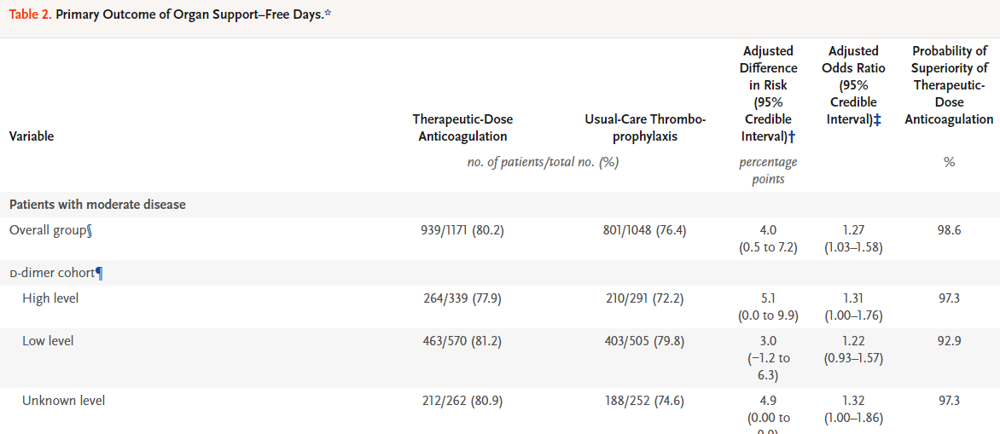 Table 2. Primary Outcome of Organ Support–Free Days.*
Variable
Therapeutic-Dose
Anticoagulation
Usual-Care Thrombo-
prophylaxis
Adjusted
Difference
in Risk
(95%
Credible
Interval)†
Adjusted
Odds Ratio
(95%
Credible
Interval)‡
Probability of
Superiority of
Therapeutic-
Dose
Anticoagulation
no. of patients/total no. (%)
percentage
points
%
Patients with moderate disease
Overall group§ 939/1171 (80.2) 801/1048 (76.4) 4.0 1.27 98.6
(0.5 to 7.2) (1.03–1.58)
D-dimer cohort¶
High level 264/339 (77.9) 210/291 (72.2) 5.1 1.31 97.3
(0.0 to 9.9) (1.00–1.76)
Low level 463/570 (81.2) 403/505 (79.8) 3.0 1.22 92.9
(−1.2 to (0.93–1.57)
6.3)
Unknown level 212/262 (80.9) 188/252 (74.6) 4.9 1.32 97.3
(0.00 to (1.00–1.86)